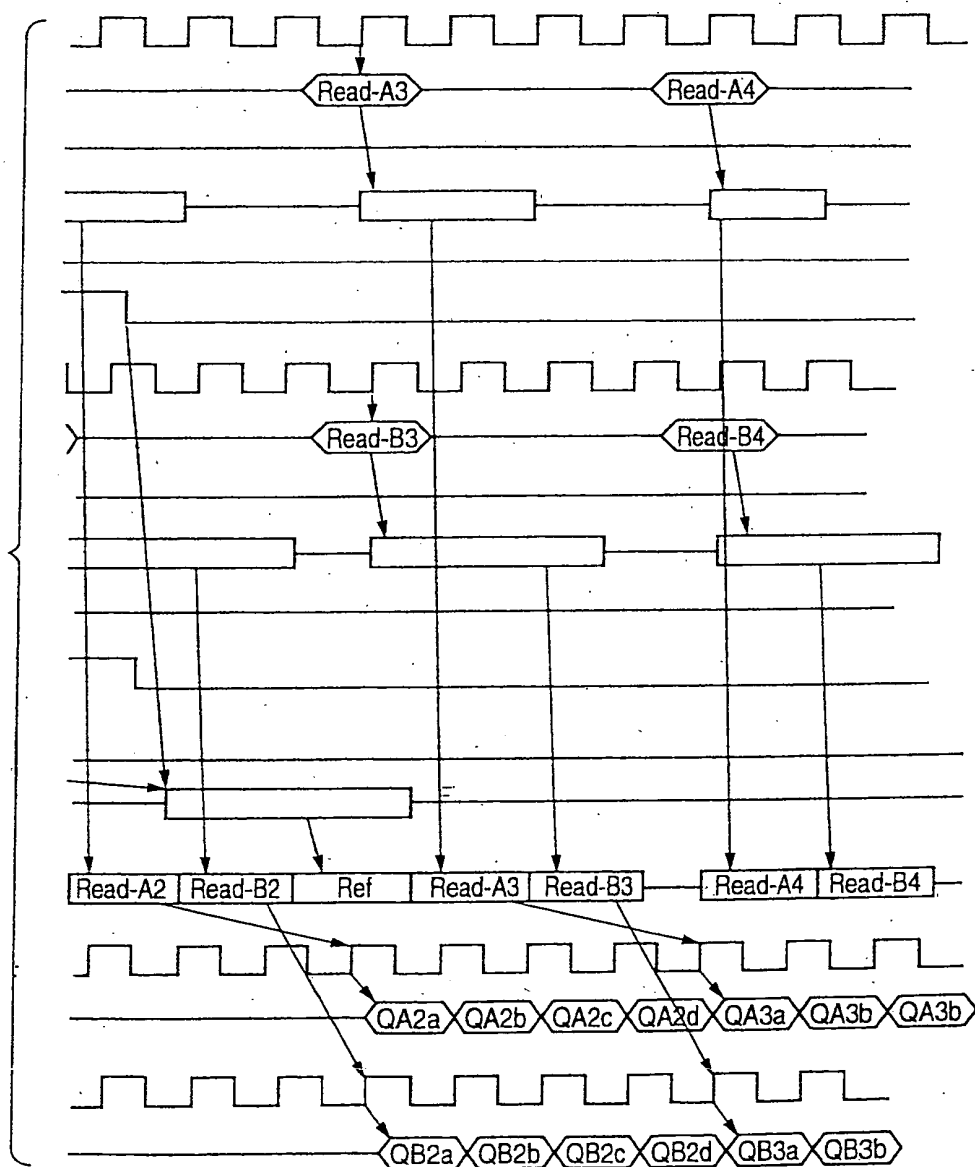 Read-A3 Read-A4
Read-B3 Read-B4
Read-A2 Read-B2 Ref Read-A3 Read-B3 Read-A4 Read-B4
QA2a QA2b QA2c QA2d QA3a QA3b QA3b
QB2a QB2b QB2c QB2d QB3a QB3b